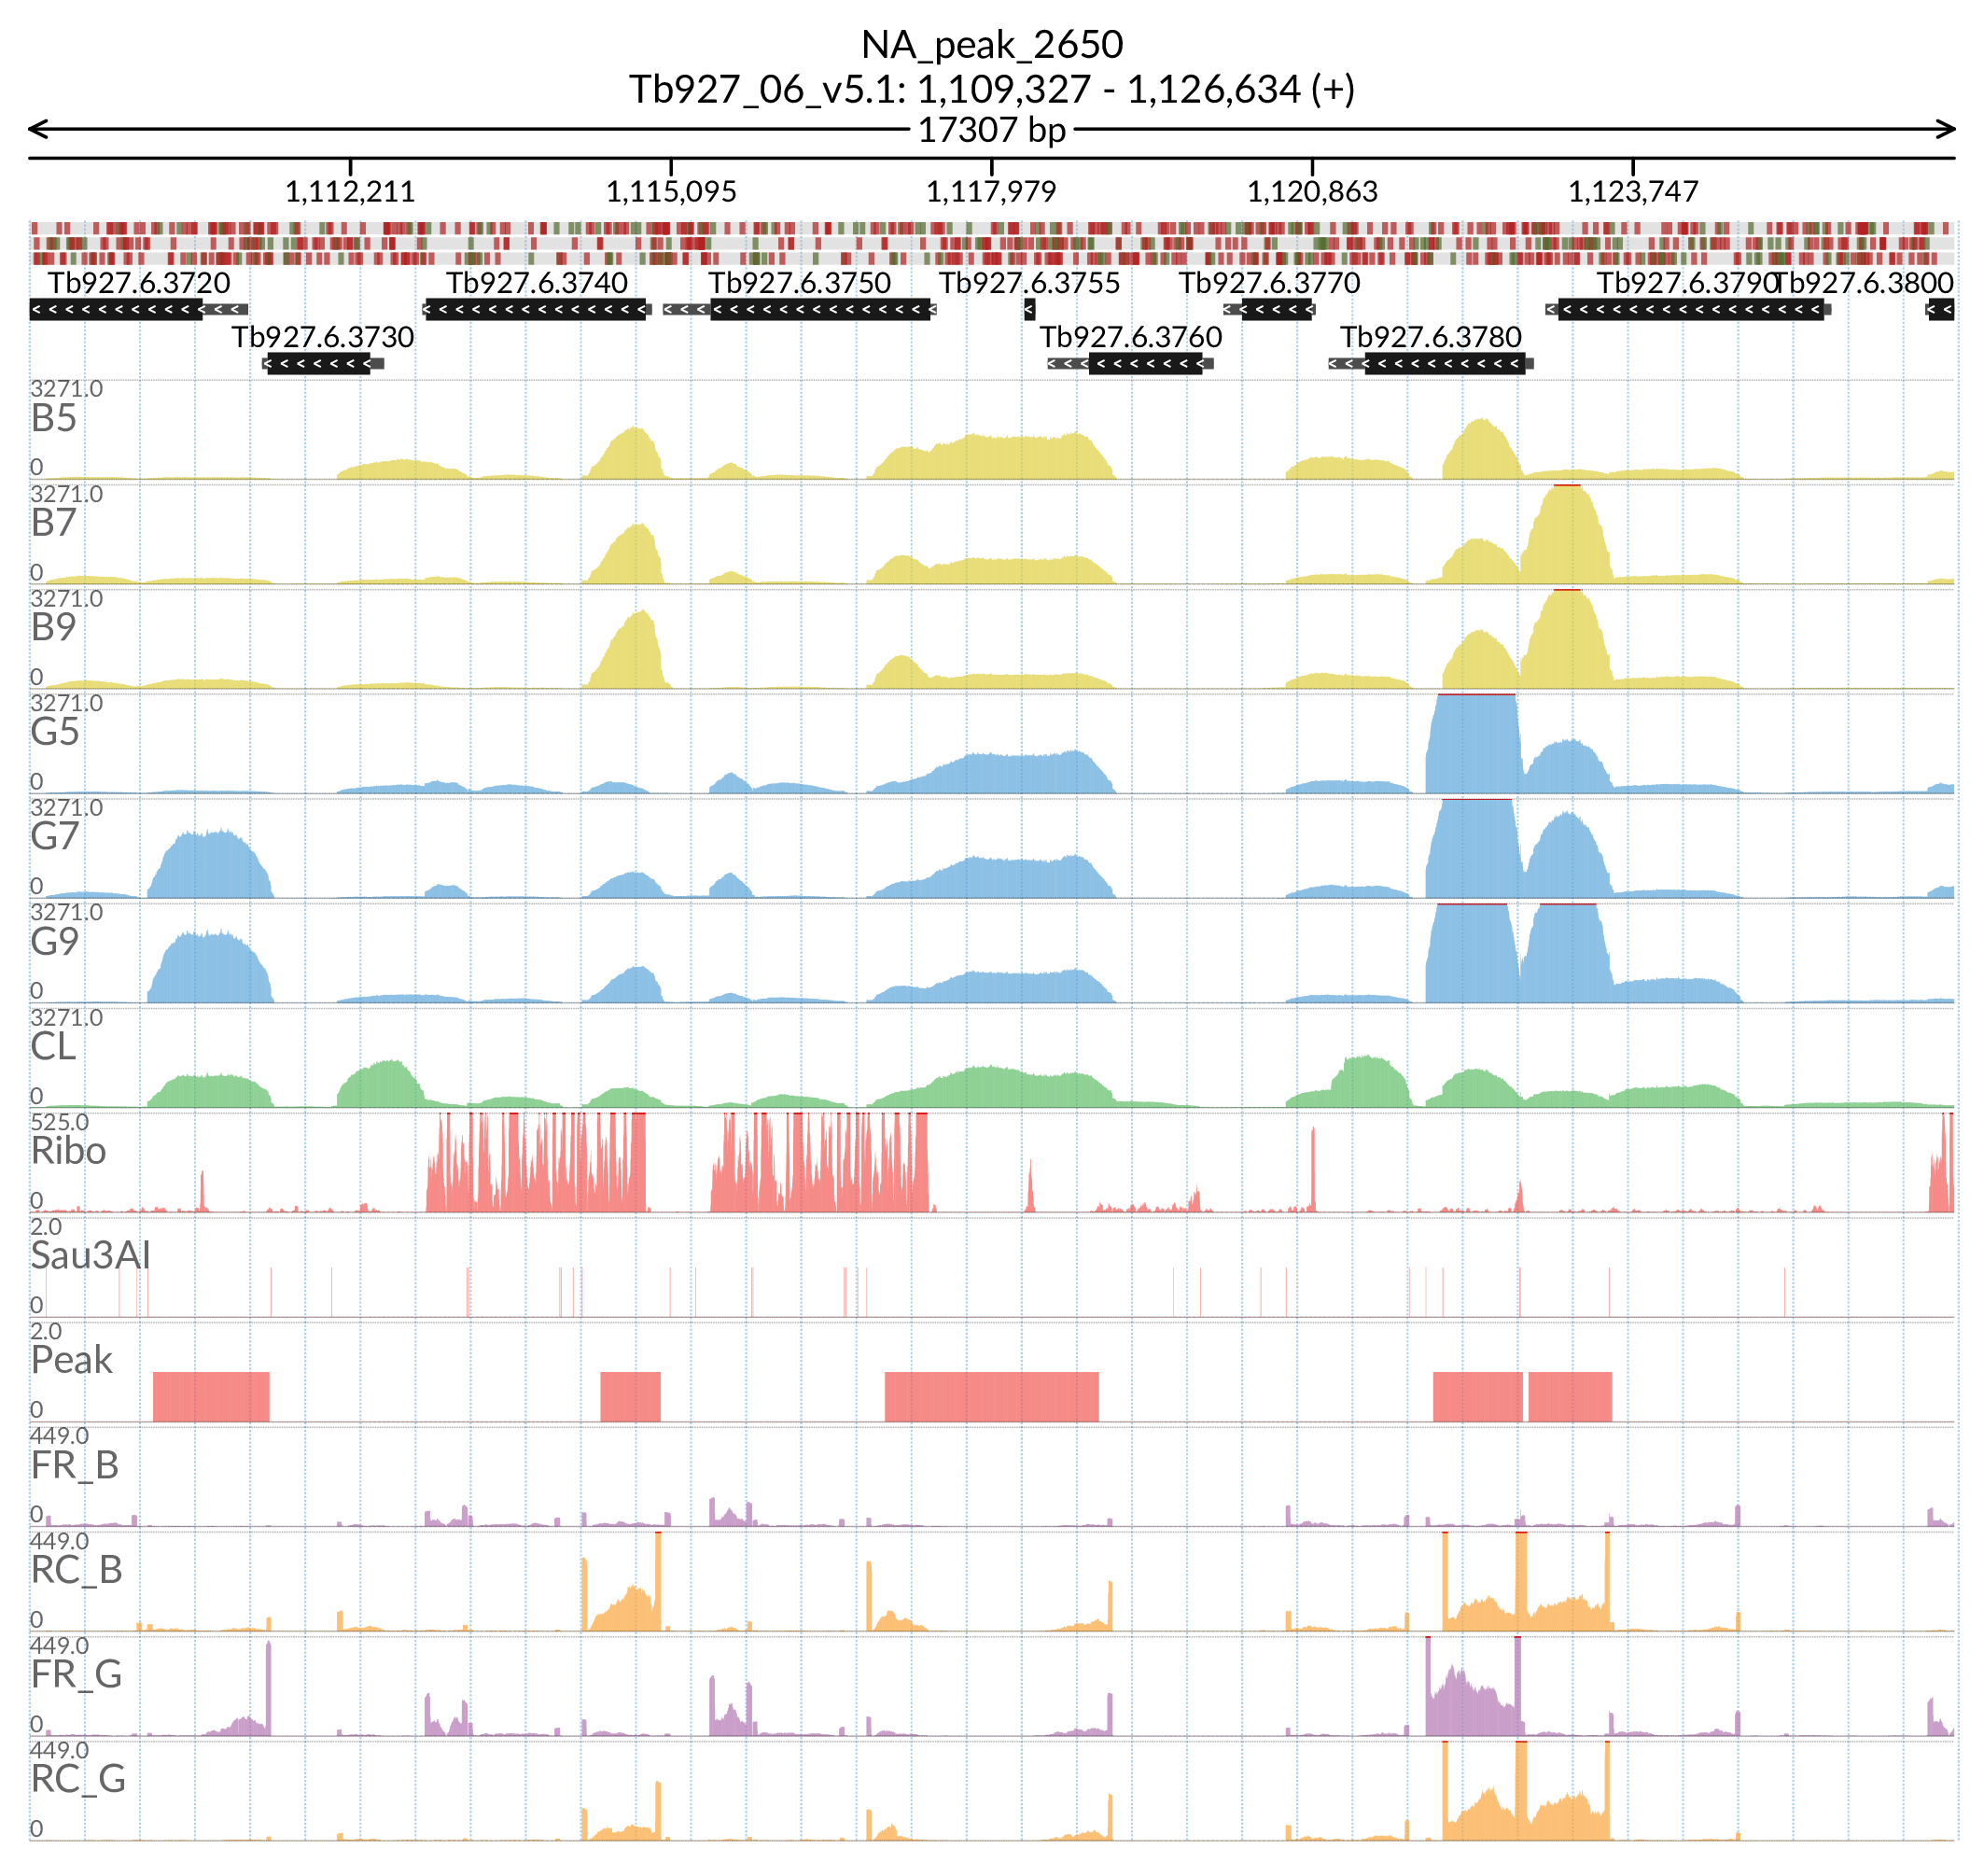 NA_peak_2650
Tb927_06_v5.1: 1,109,327 - 1,126,634 (+)
17307 bp
1,112,211 1,115,095 1,117,979 1,120,863 1,123,747
Tb927.6.3720 Tb927.6.3740 Tb927.6.3750 Tb927.6.3755 Tb927.6.3770 Tb927.6.3790 Tb927.6.3800
Tb927.6.3730 Tb927.6.3760 Tb927.6.3780
3271.0
B5
0
3271.0
B7
0
3271.0
B9
0
3271.0
G5
0
3271.0
G7
0
3271.0
G9
0
3271.0
CL
0
525.0
Ribo
0
2.0
Sau3AI
0
2.0
Peak
0
449.0
FR_B
0
449.0
RC_B
0
449.0
FR_G
0
449.0
RC_G
0